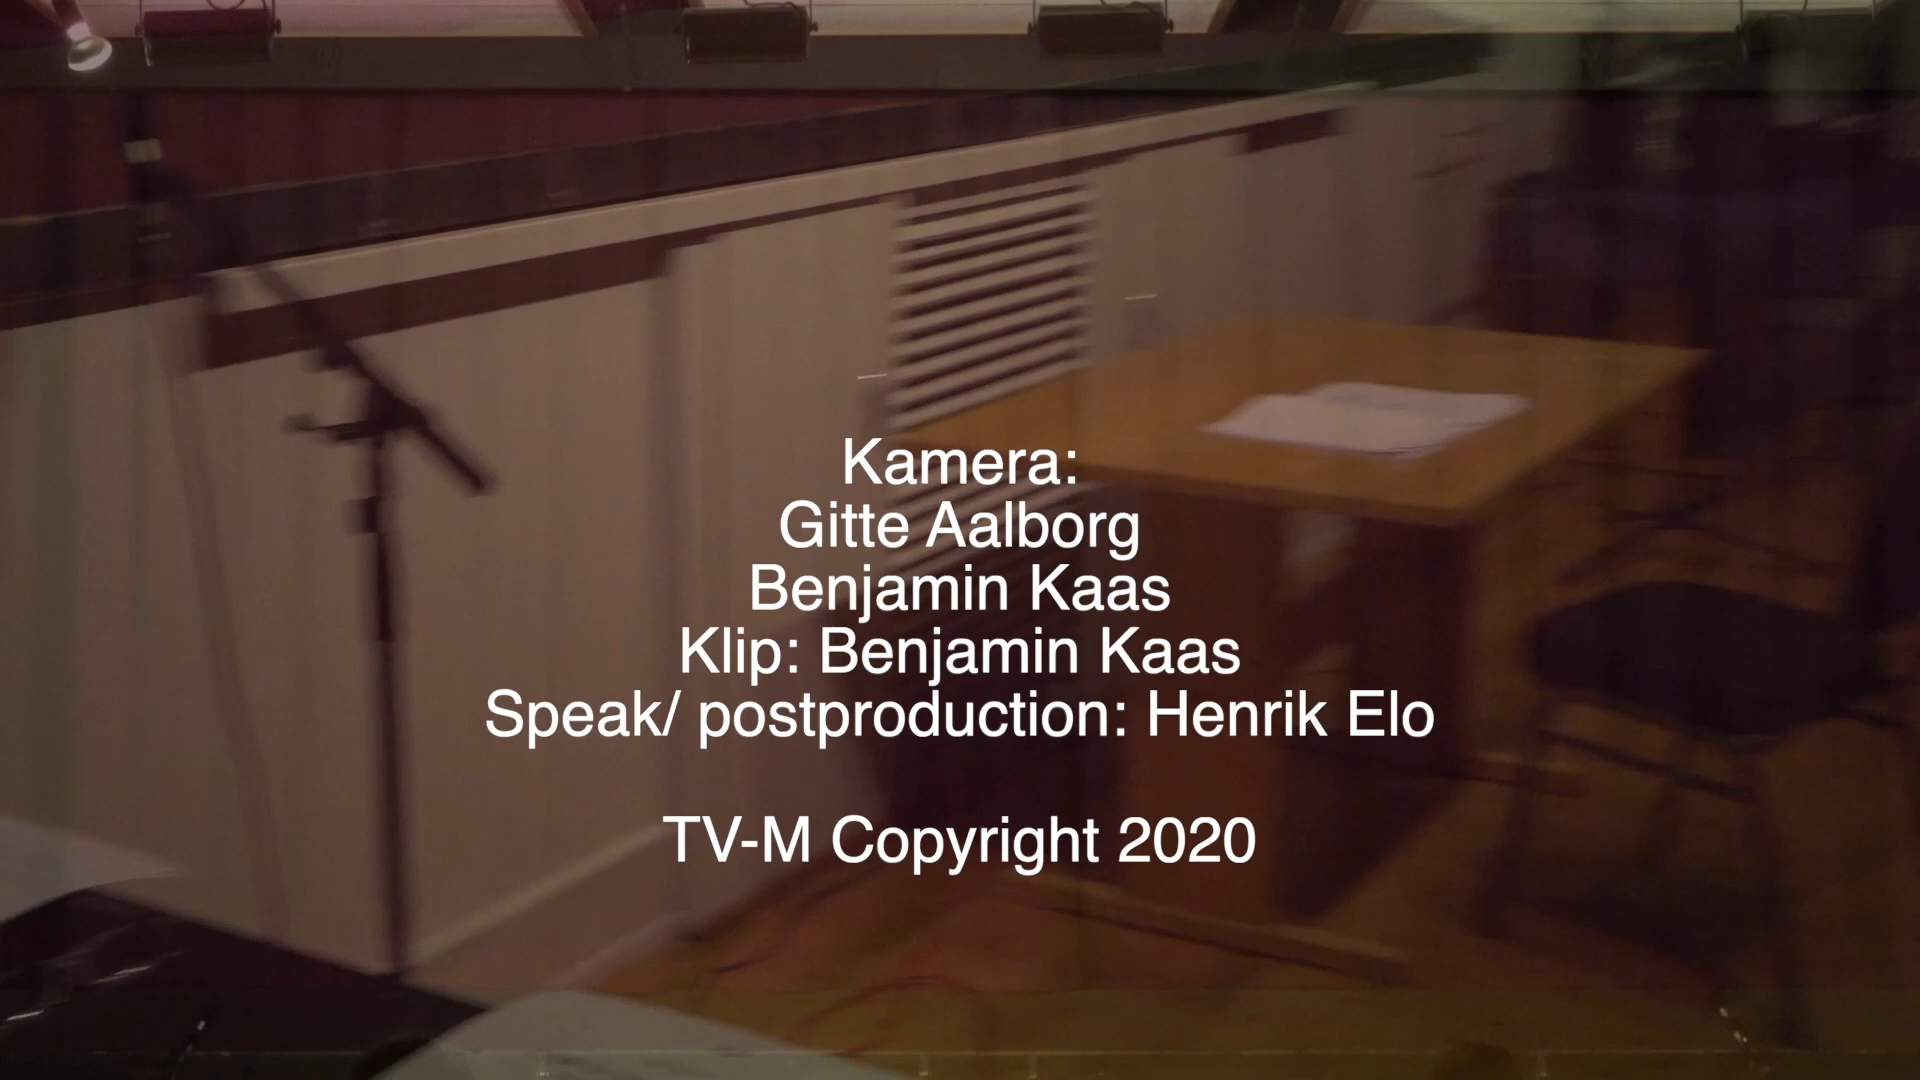 Kamera:
Gitte Aalborg
Benjamin Kaas
Klip: Benjamin Kaas
Speak/ postproduction: Henrik Elo
TV-M Copyright 2020